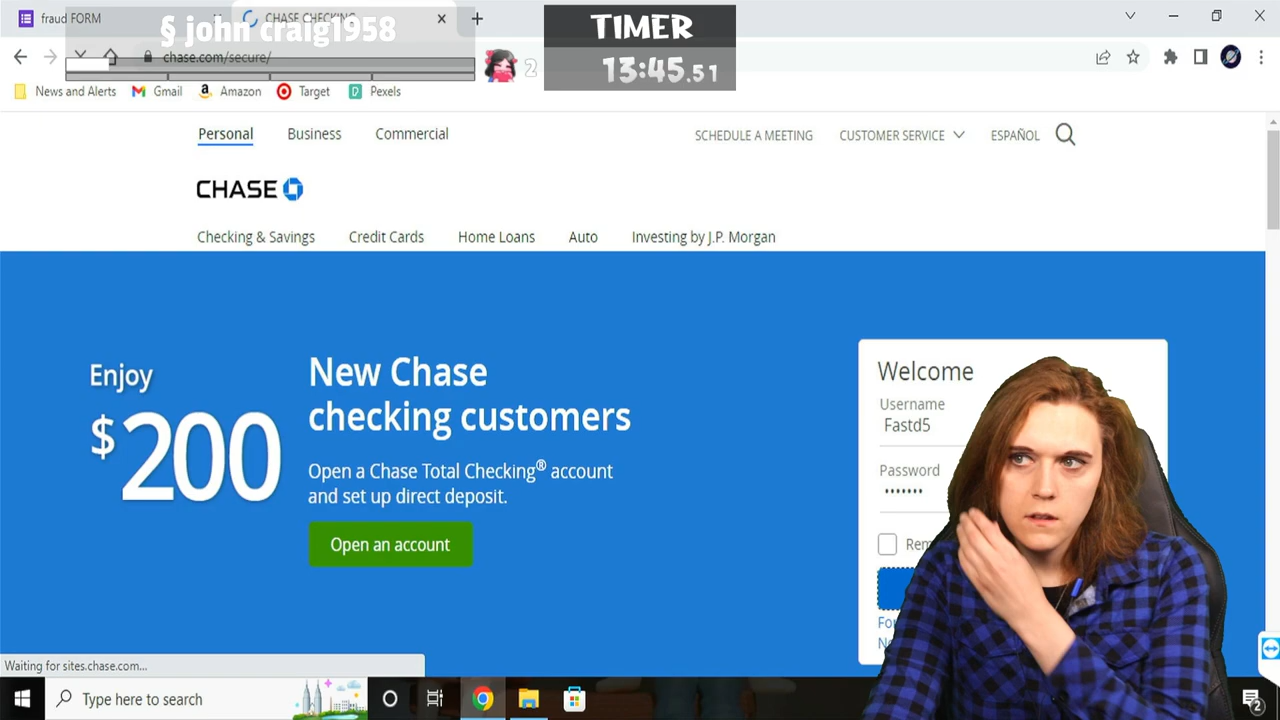 fraud FORM
CHASE CHECKING
§ john craig1958
TIMER
13:45.51
chase.com/secure/
2
News and Alerts
Gmail
Amazon
Target
Pexels
Personal
Business
Commercial
SCHEDULE A MEETING
CUSTOMER SERVICE
ESPAÑOL
CHASE
Checking & Savings
Credit Cards
Home Loans
Auto
Investing by J.P. Morgan
Enjoy
$200
New Chase
checking customers
Open a Chase Total Checking® account
and set up direct deposit.
Open an account
Welcome
Username
Fastd5
Password
•••••••
Waiting for sites.chase.com...
Type here to search
2